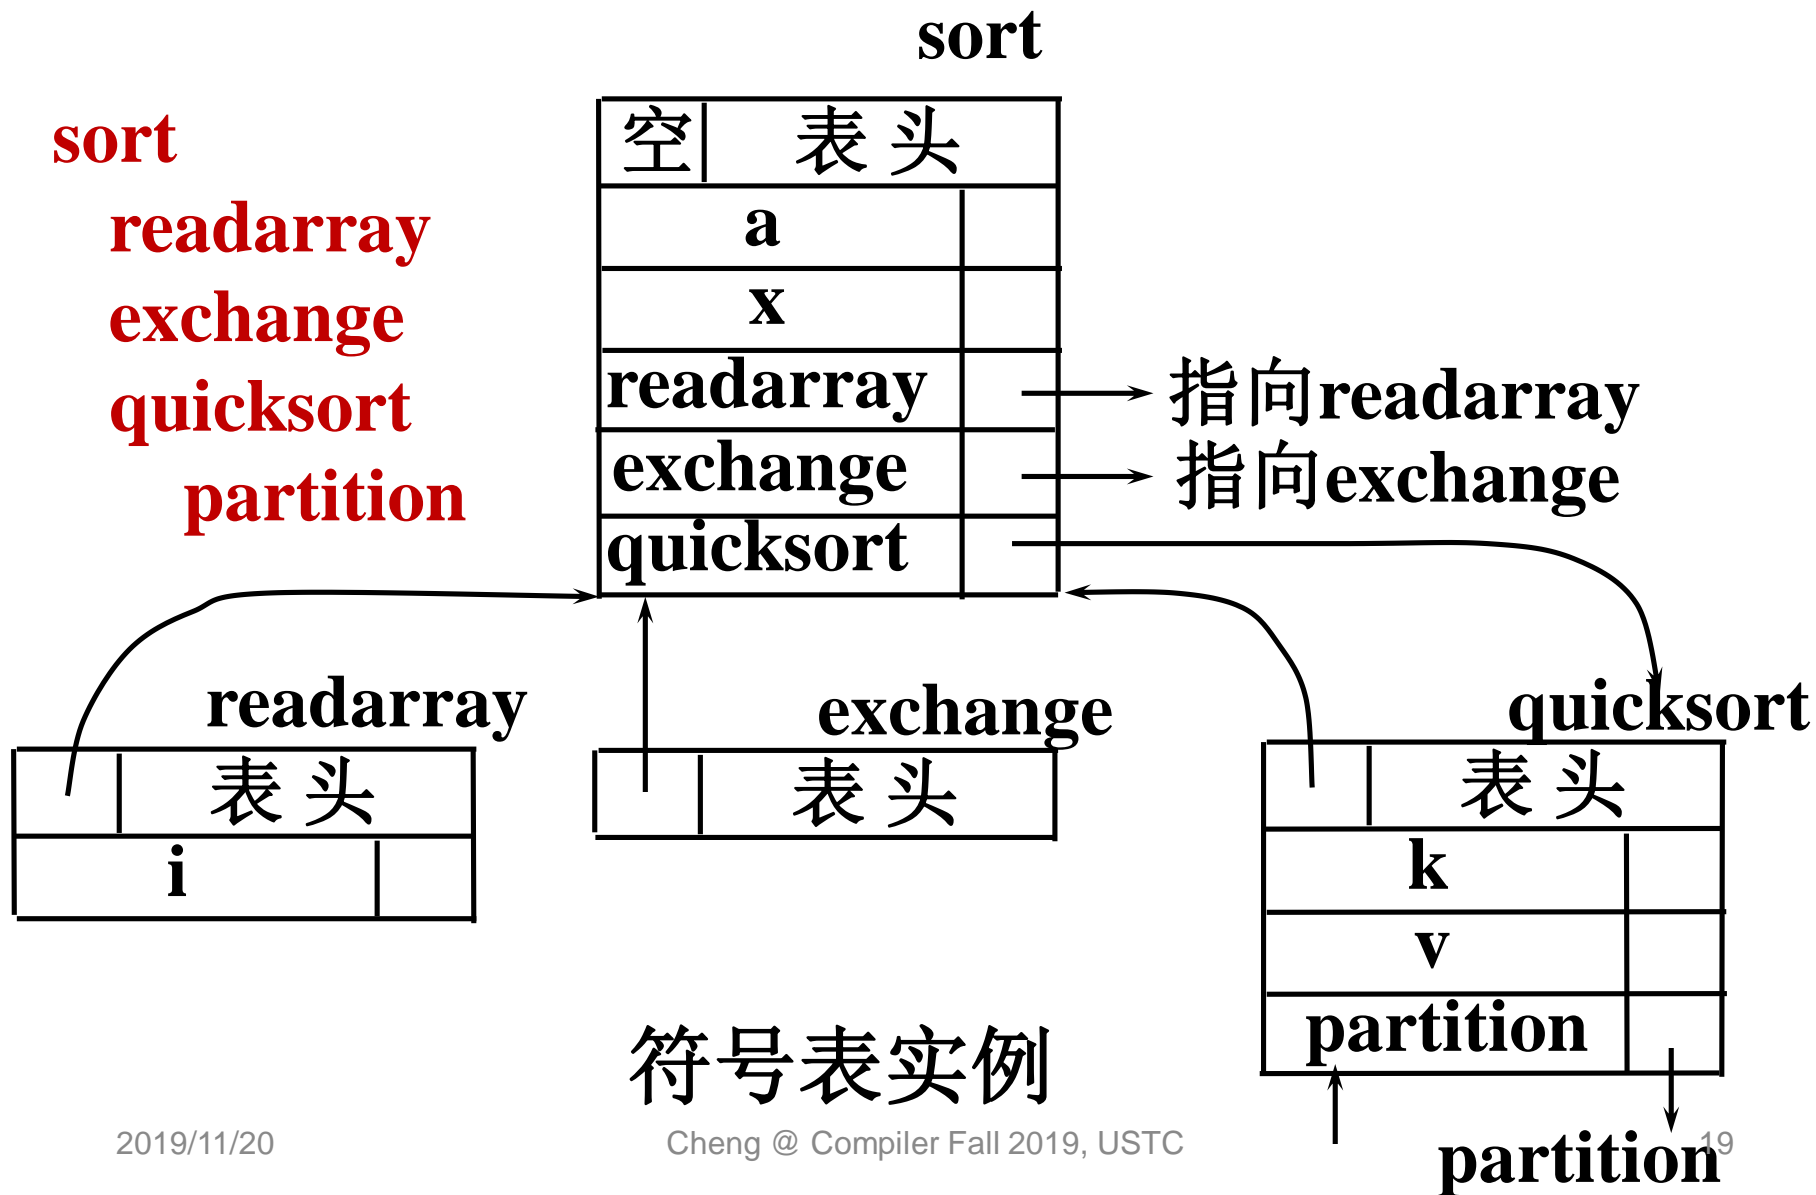 sort
sort
readarray
exchange
quicksort
partition
空 表 头
a
x
readarray
exchange
quicksort
指向readarray
指向exchange
readarray
表 头
i
exchange
表 头
quicksort
表 头
k
v
partition
partition
符号表实例
2019/11/20
Cheng @ Compiler Fall 2019, USTC
19